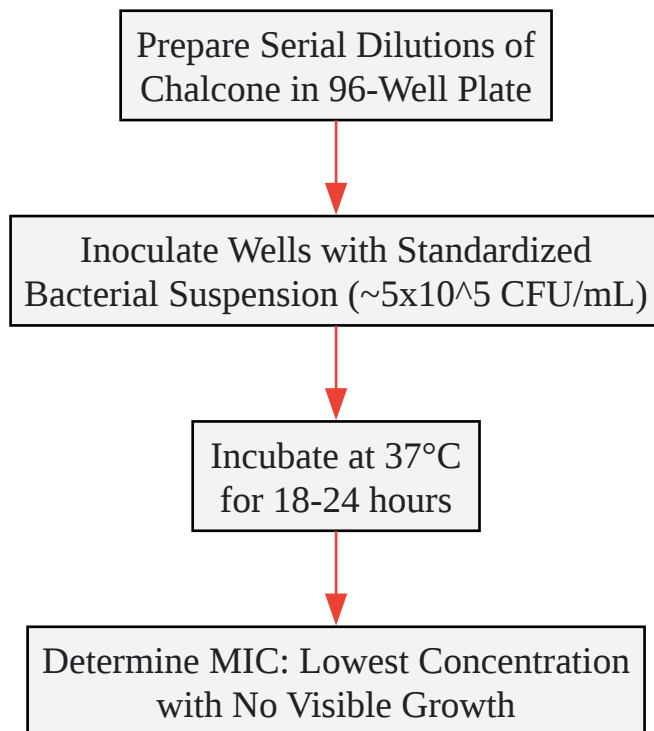 Prepare Serial Dilutions of
Chalcone in 96-Well Plate
Inoculate Wells with Standardized
Bacterial Suspension (~5x10^5 CFU/mL)
Incubate at 37°C
for 18-24 hours
Determine MIC: Lowest Concentration
with No Visible Growth